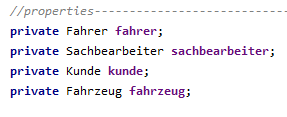 //properties------------------------------
private Fahrer fahrer;
private Sachbearbeiter sachbearbeiter;
private Kunde kunde;
private Fahrzeug fahrzeug;